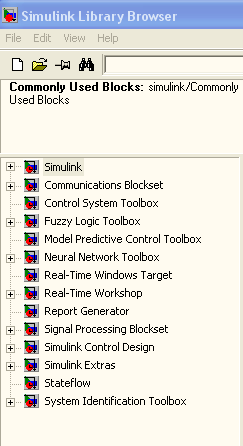 Simulink Library Browser
File Edit View Help
Commonly Used Blocks: simulink/Commonly
Used Blocks
Simulink
Communications Blockset
Control System Toolbox
Fuzzy Logic Toolbox
Model Predictive Control Toolbox
Neural Network Toolbox
Real-Time Windows Target
Real-Time Workshop
Report Generator
Signal Processing Blockset
Simulink Control Design
Simulink Extras
Stateflow
System Identification Toolbox